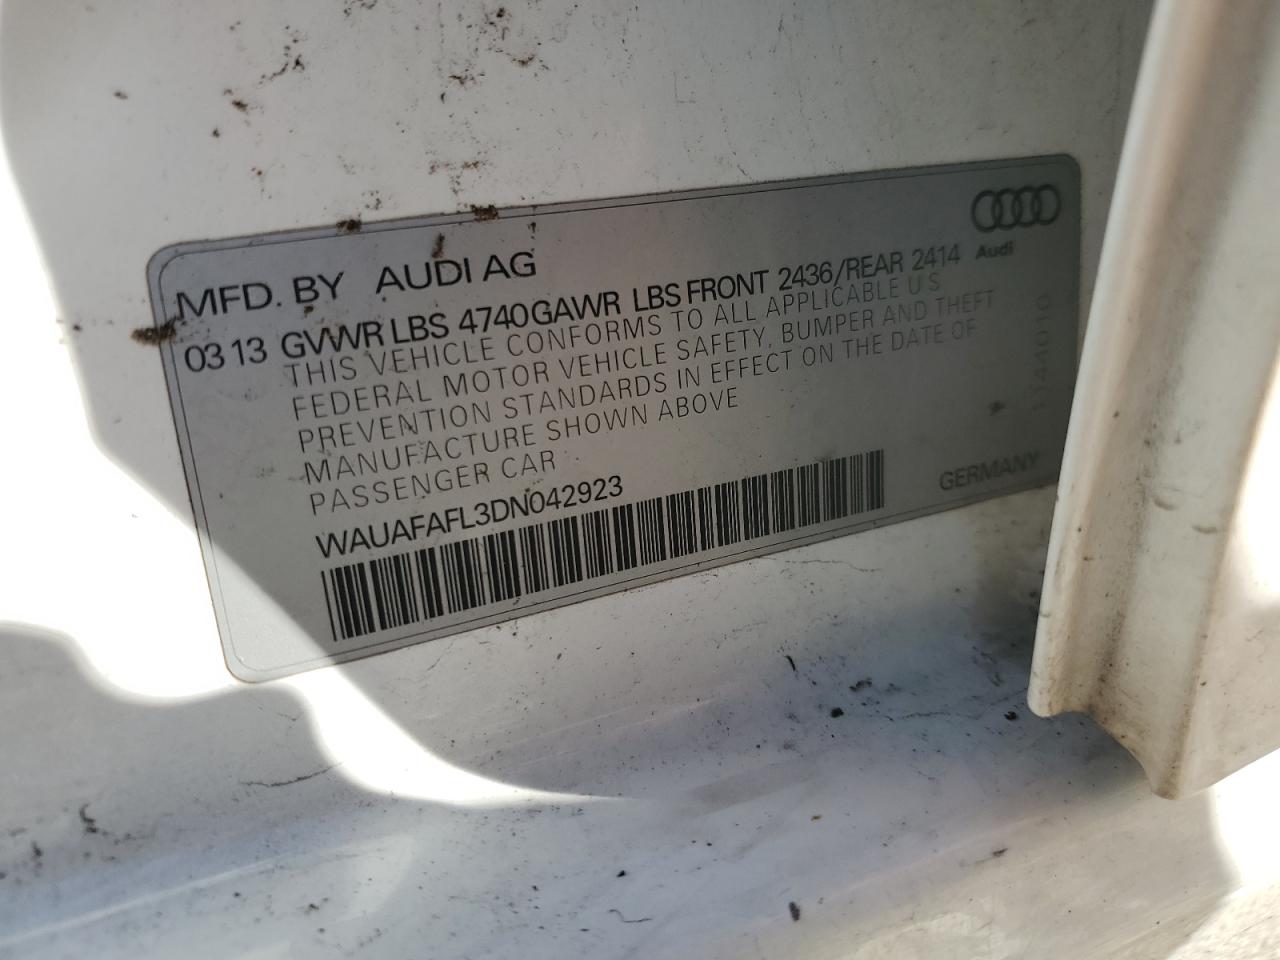 MFD. BY AUDI AG
Audi
03 13 GVWR LBS 4740 GAWR LBS FRONT 2436/REAR 2414
THIS VEHICLE CONFORMS TO ALL APPLICABLE U S
FEDERAL MOTOR VEHICLE SAFETY, BUMPER AND THEFT
PREVENTION STANDARDS IN EFFECT ON THE DATE OF
MANUFACTURE SHOWN ABOVE
PASSENGER CAR
WAUAFAFL3DN042923
GERMANY